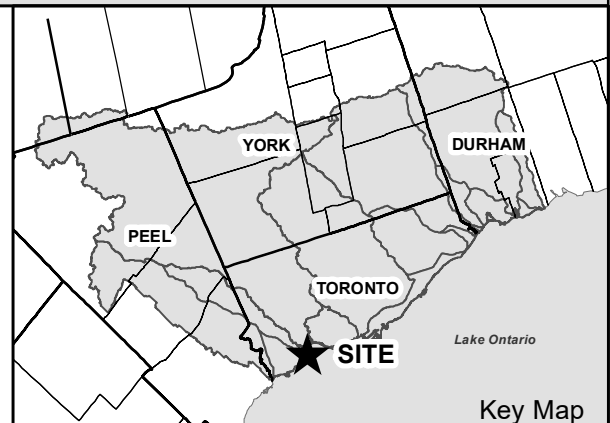 YORK
DURHAM
PEEL
TORONTO
Lake Ontario
SITE
Key Map